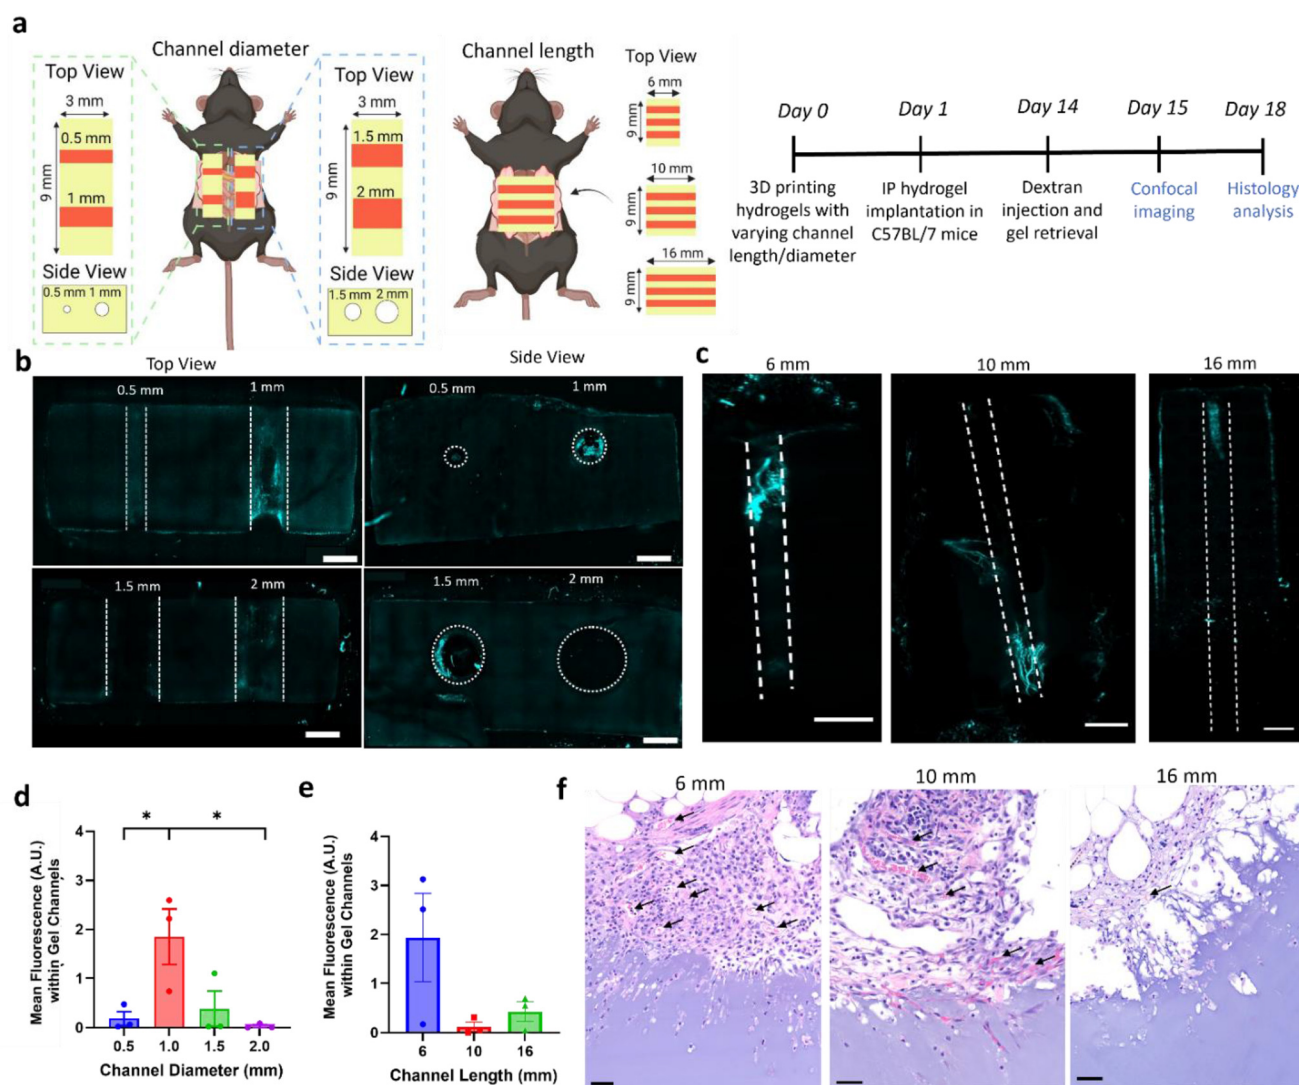 a
Channel diameter
Top View
3 mm
0.5 mm
1 mm
9 mm
Side View
0.5 mm 1 mm
Top View
3 mm
1.5 mm
2 mm
9 mm
Side View
1.5 mm 2 mm
Channel length
Top View
6 mm
9 mm
10 mm
9 mm
16 mm
9 mm
Day 0
Day 1
Day 14
Day 15
Day 18
3D printing
hydrogels with
varying channel
length/diameter
IP hydrogel
implantation in
C57BL/7 mice
Dextran
injection and
gel retrieval
Confocal
imaging
Histology
analysis
b
Top View
Side View
0.5 mm
1 mm
0.5 mm
1 mm
1.5 mm
2 mm
1.5 mm
2 mm
c
6 mm
10 mm
16 mm
d
Mean Fluorescence (A.U.)
within Gel Channels
4
3
2
1
0
* *
0.5 1.0 1.5 2.0
Channel Diameter (mm)
e
Mean Fluorescence (A.U.)
within Gel Channels
4
3
2
1
0
6 10 16
Channel Length (mm)
f
6 mm
10 mm
16 mm